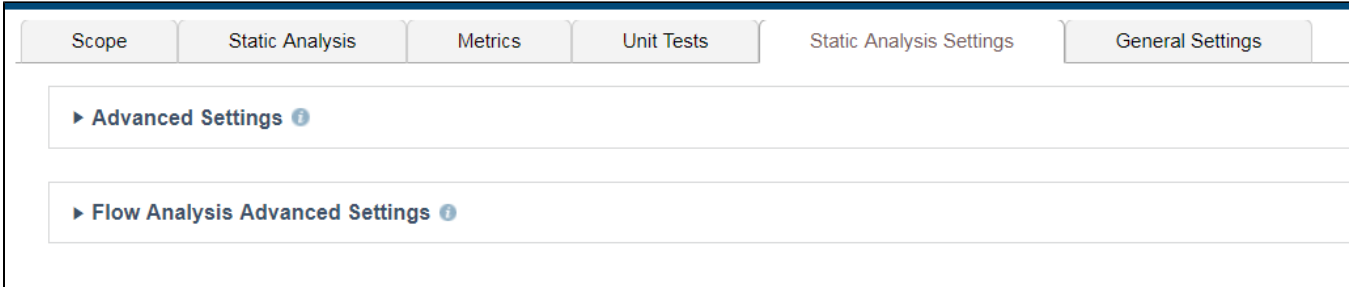 Scope Static Analysis Metrics Unit Tests Static Analysis Settings General Settings
Advanced Settings
Flow Analysis Advanced Settings